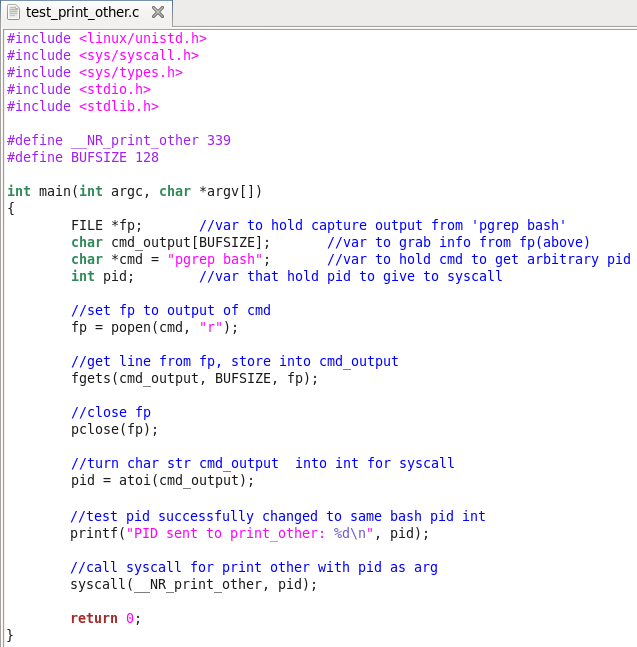 test_print_other.c
#include <linux/unistd.h>
#include <sys/syscall.h>
#include <sys/types.h>
#include <stdio.h>
#include <stdlib.h>

#define __NR_print_other 339
#define BUFSIZE 128

int main(int argc, char *argv[])
{
        FILE *fp;       //var to hold capture output from 'pgrep bash'
        char cmd_output[BUFSIZE];       //var to grab info from fp(above)
        char *cmd = "pgrep bash";       //var to hold cmd to get arbitrary pid
        int pid;        //var that hold pid to give to syscall

        //set fp to output of cmd
        fp = popen(cmd, "r");

        //get line from fp, store into cmd_output
        fgets(cmd_output, BUFSIZE, fp);

        //close fp
        pclose(fp);

        //turn char str cmd_output  into int for syscall
        pid = atoi(cmd_output);

        //test pid successfully changed to same bash pid int
        printf("PID sent to print_other: %d\n", pid);

        //call syscall for print other with pid as arg
        syscall(__NR_print_other, pid);

        return 0;
}